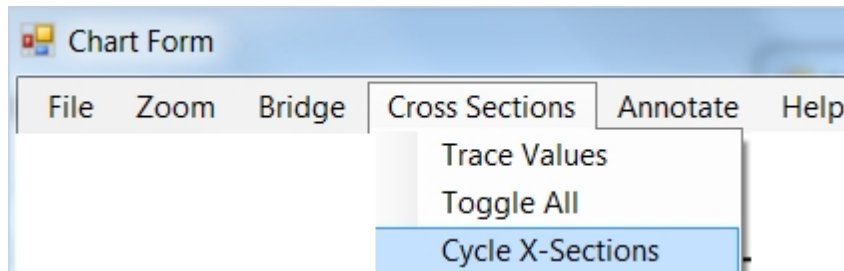 Chart Form
File Zoom Bridge Cross Sections Annotate Help
Trace Values
Toggle All
Cycle X-Sections